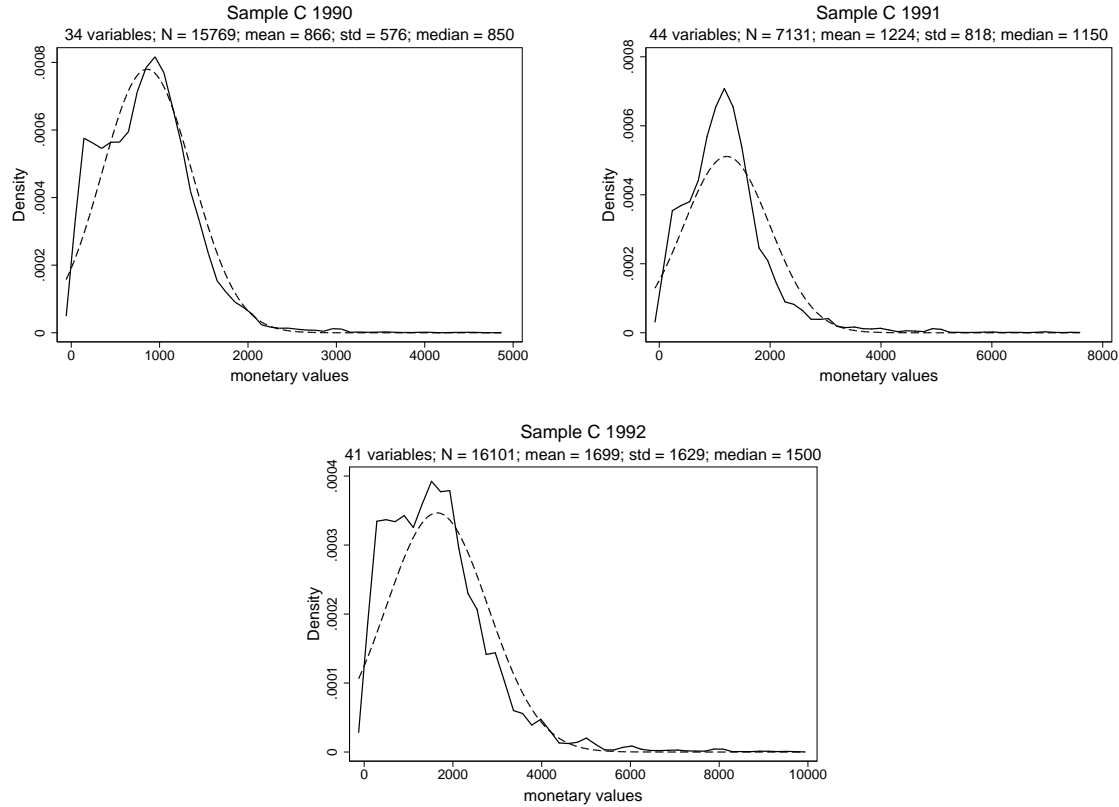 Sample C 1990
34 variables; N = 15769; mean = 866; std = 576; median = 850
.0008
.0006
.0004
.0002
0
Density
0 1000 2000 3000 4000 5000
monetary values
Sample C 1991
44 variables; N = 7131; mean = 1224; std = 818; median = 1150
.0008
.0006
.0004
.0002
0
Density
0 2000 4000 6000 8000
monetary values
Sample C 1992
41 variables; N = 16101; mean = 1699; std = 1629; median = 1500
.0004
.0003
.0002
.0001
0
Density
0 2000 4000 6000 8000 10000
monetary values